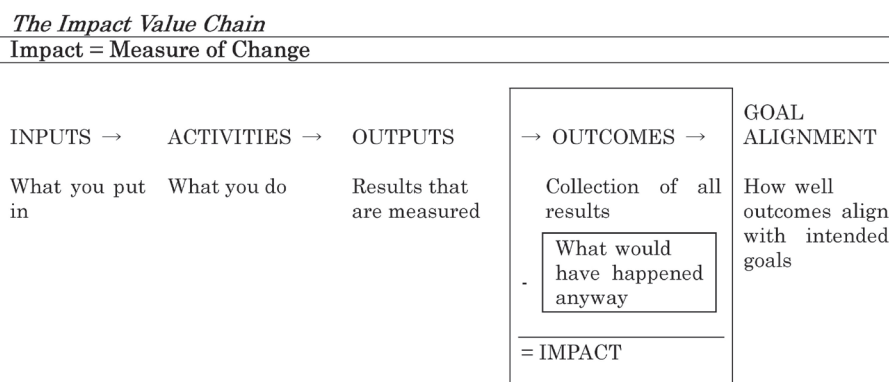 The Impact Value Chain
Impact = Measure of Change
INPUTS → ACTIVITIES → OUTPUTS → OUTCOMES → GOAL ALIGNMENT
What you put
in
What you do
Results that
are measured
Collection of all
results
- What would
have happened
anyway
= IMPACT
How well
outcomes align
with intended
goals